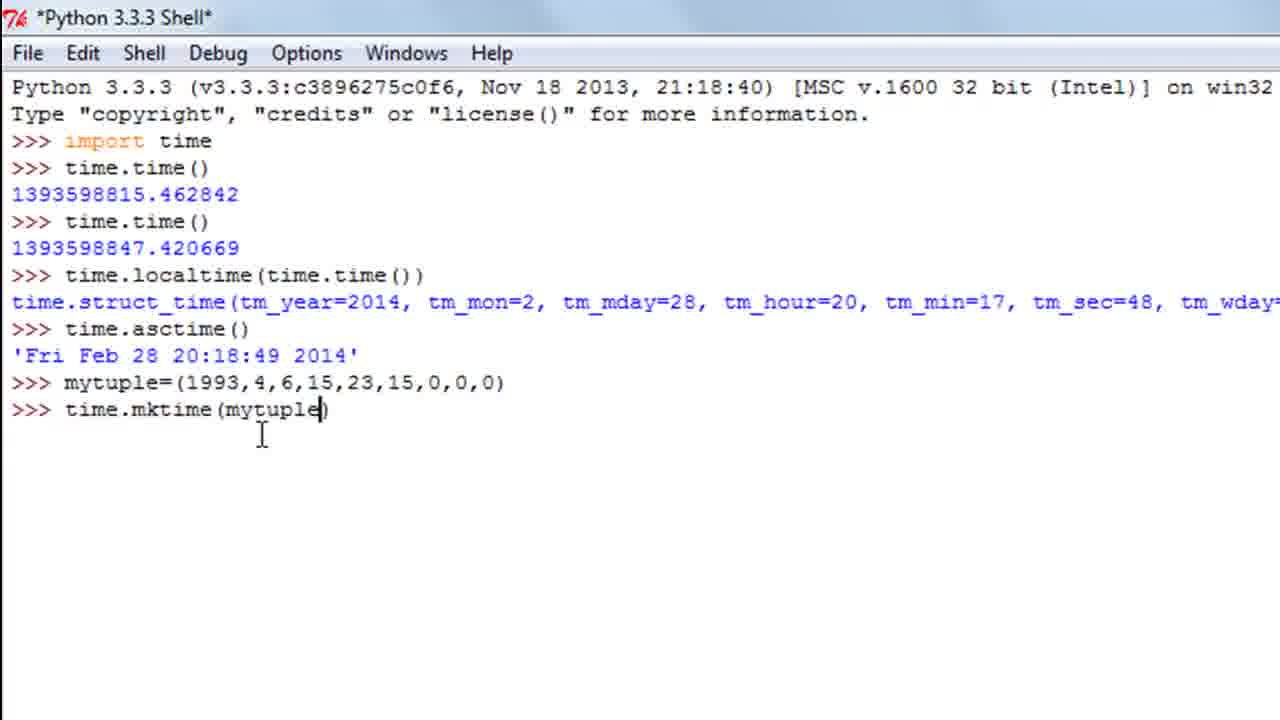 *Python 3.3.3 Shell*
File Edit Shell Debug Options Windows Help
Python 3.3.3 (v3.3.3:c3896275c0f6, Nov 18 2013, 21:18:40) [MSC v.1600 32 bit (Intel)] on win32
Type "copyright", "credits" or "license()" for more information.
>>> import time
>>> time.time()
1393598815.462842
>>> time.time()
1393598847.420669
>>> time.localtime(time.time())
time.struct_time(tm_year=2014, tm_mon=2, tm_mday=28, tm_hour=20, tm_min=17, tm_sec=48, tm_wday=
>>> time.asctime()
'Fri Feb 28 20:18:49 2014'
>>> mytuple=(1993,4,6,15,23,15,0,0,0)
>>> time.mktime(mytuple)